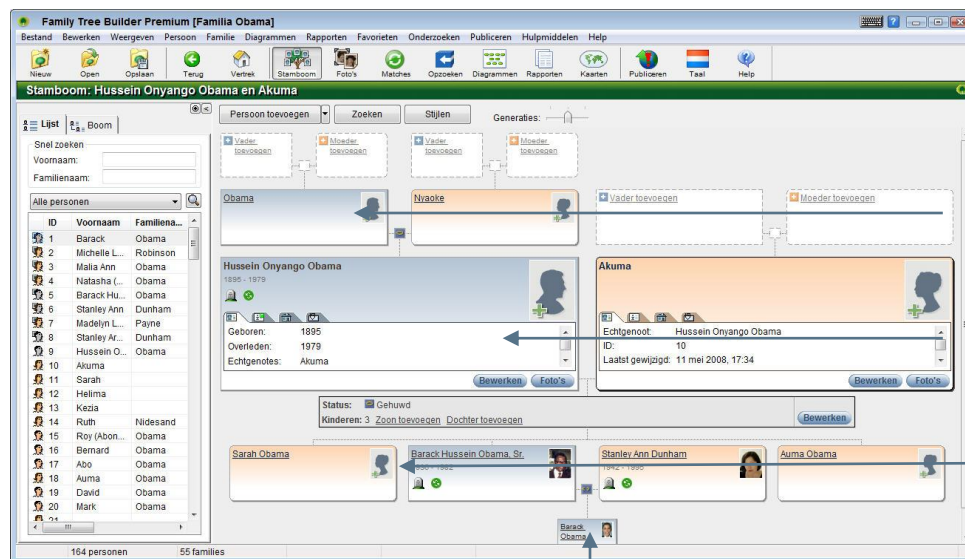 Family Tree Builder Premium [Familia Obama]
Bestand Bewerken Weergeven Persoon Familie Diagrammen Rapporten Favorieten Onderzoeken Publiceren Hulpmiddelen Help
Nieuw Open Opslaan Terug Vertrek Stamboom Foto's Matches Opzoeken Diagrammen Rapporten Kaarten Publiceren Taal Help
Stamboom: Hussein Onyango Obama en Akuma
Lijst Boom
Snel zoeken
Voornaam:
Familienaam:
Alle personen
ID Voornaam Familiena...
1 Barack Obama
2 Michelle L... Robinson
3 Malia Ann Obama
4 Natasha (... Obama
5 Barack Hu... Obama
6 Stanley Ann Dunham
7 Madelyn L... Payne
8 Stanley Ar... Dunham
9 Hussein O... Obama
10 Akuma
11 Sarah
12 Helima
13 Kezia
14 Ruth Nidesand
15 Roy (Abon... Obama
16 Bernard Obama
17 Abo Obama
18 Auma Obama
19 David Obama
20 Mark Obama
21
Persoon toevoegen Zoeken Stijlen Generaties:
Vader toevoegen
Moeder toevoegen
Vader toevoegen
Moeder toevoegen
Obama
Nyaoke
Vader toevoegen
Moeder toevoegen
Hussein Onyango Obama
1895 - 1979
Geboren: 1895
Overleden: 1979
Echtgenotes: Akuma
Bewerken Foto's
Akuma
Echtgenoot: Hussein Onyango Obama
ID: 10
Laatst gewijzigd: 11 mei 2008, 17:34
Bewerken Foto's
Status: Gehuwd
Kinderen: 3 Zoon toevoegen Dochter toevoegen
Bewerken
Sarah Obama
Barack Hussein Obama, Sr.
Stanley Ann Dunham
Auma Obama
Barack
Obama
164 personen 55 families